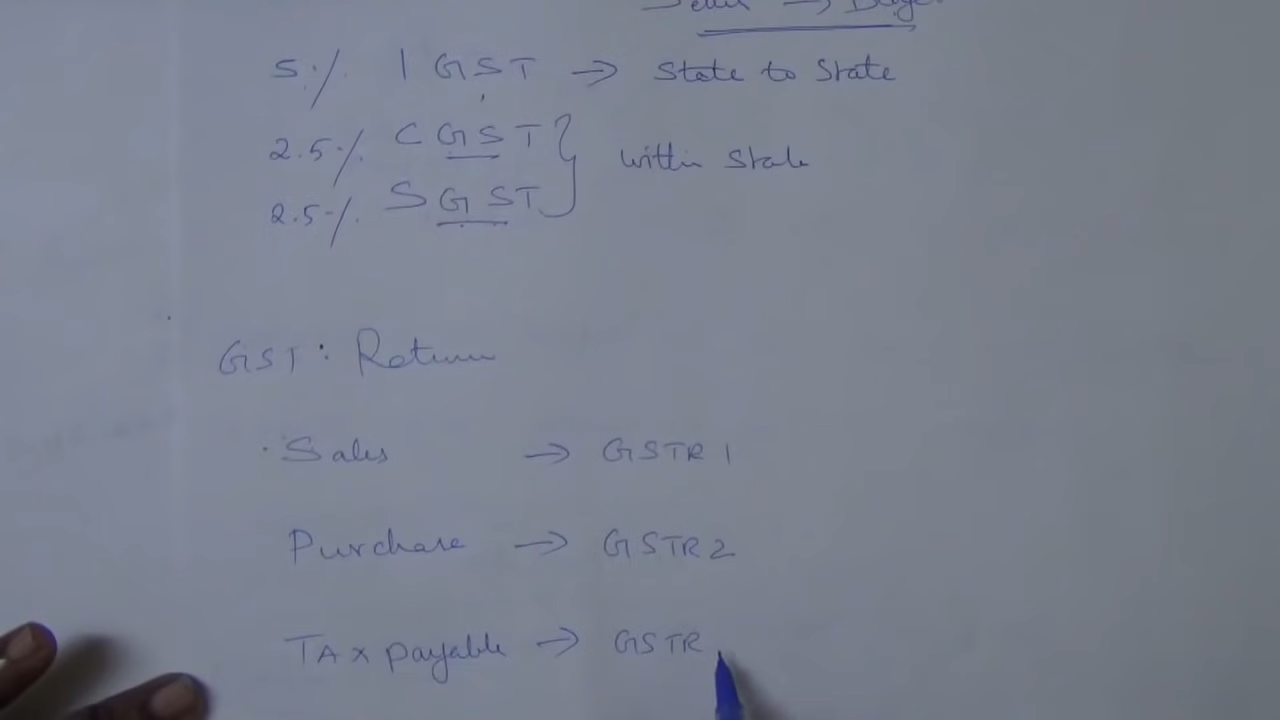 →
5% IGST → State to State
2.5% CGST } within State
2.5% SGST
GST: Return
Sales → GSTR 1
Purchase → GSTR 2
TAX payable → GSTR